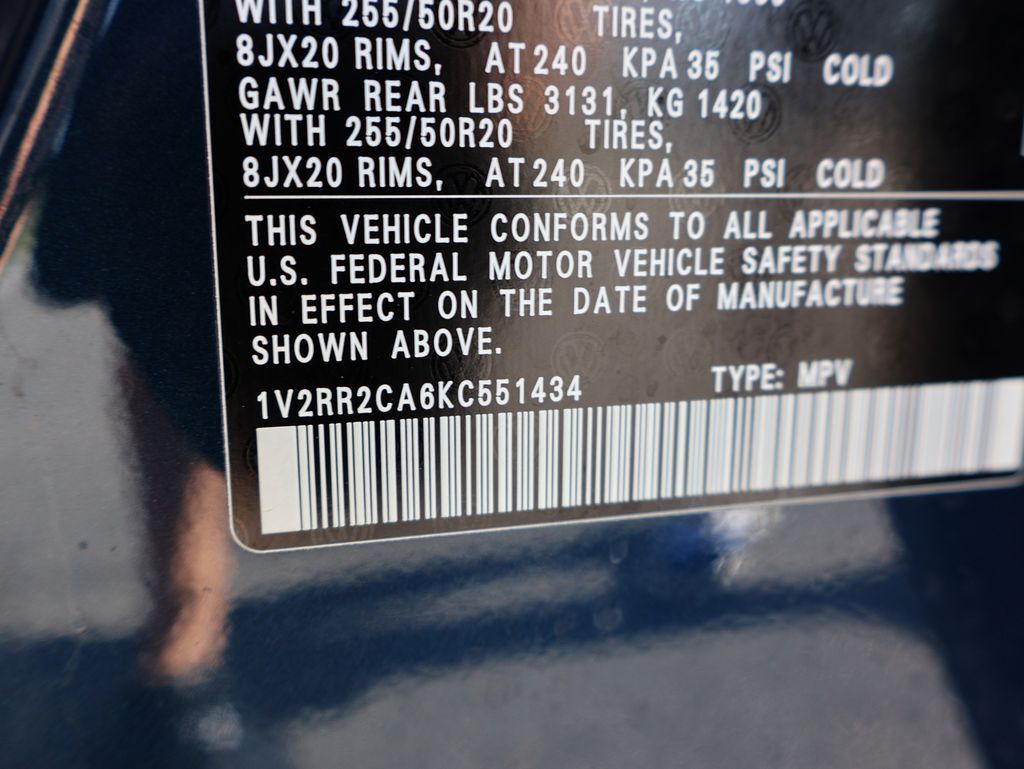 WITH 255/50R20 TIRES,
8JX20 RIMS, AT 240 KPA 35 PSI COLD
GAWR REAR LBS 3131, KG 1420
WITH 255/50R20 TIRES,
8JX20 RIMS, AT 240 KPA 35 PSI COLD
THIS VEHICLE CONFORMS TO ALL APPLICABLE
U.S. FEDERAL MOTOR VEHICLE SAFETY STANDARDS
IN EFFECT ON THE DATE OF MANUFACTURE
SHOWN ABOVE.
1V2RR2CA6KC551434 TYPE: MPV